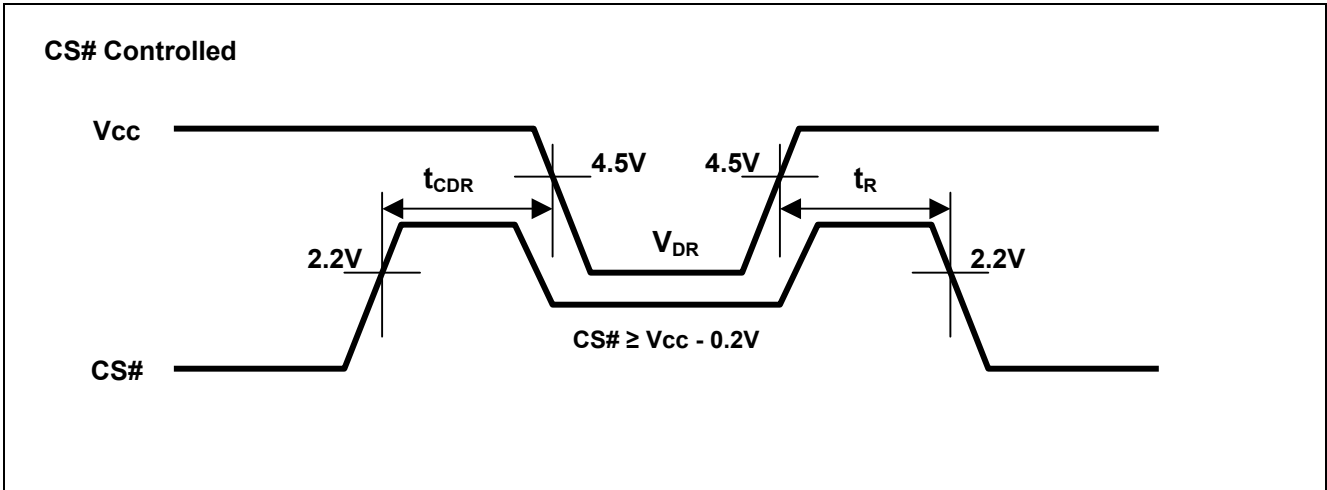 CS# Controlled
Vcc
4.5V 4.5V
tCDR tR
VDR
2.2V 2.2V
CS# ≥ Vcc - 0.2V
CS#